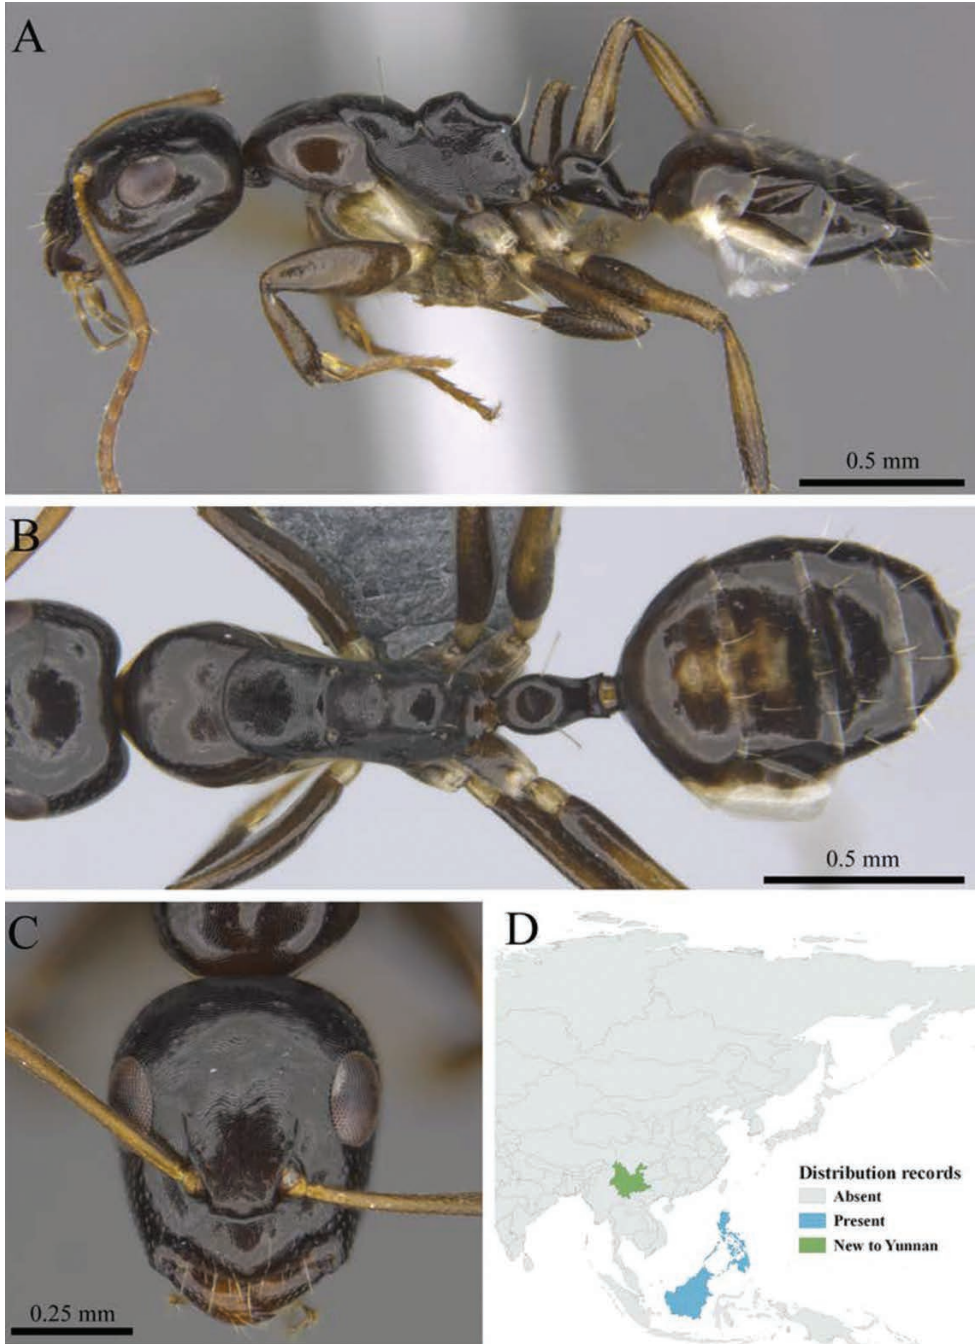 A
0.5 mm
B
0.5 mm
C
0.25 mm
D
Distribution records
Absent
Present
New to Yunnan